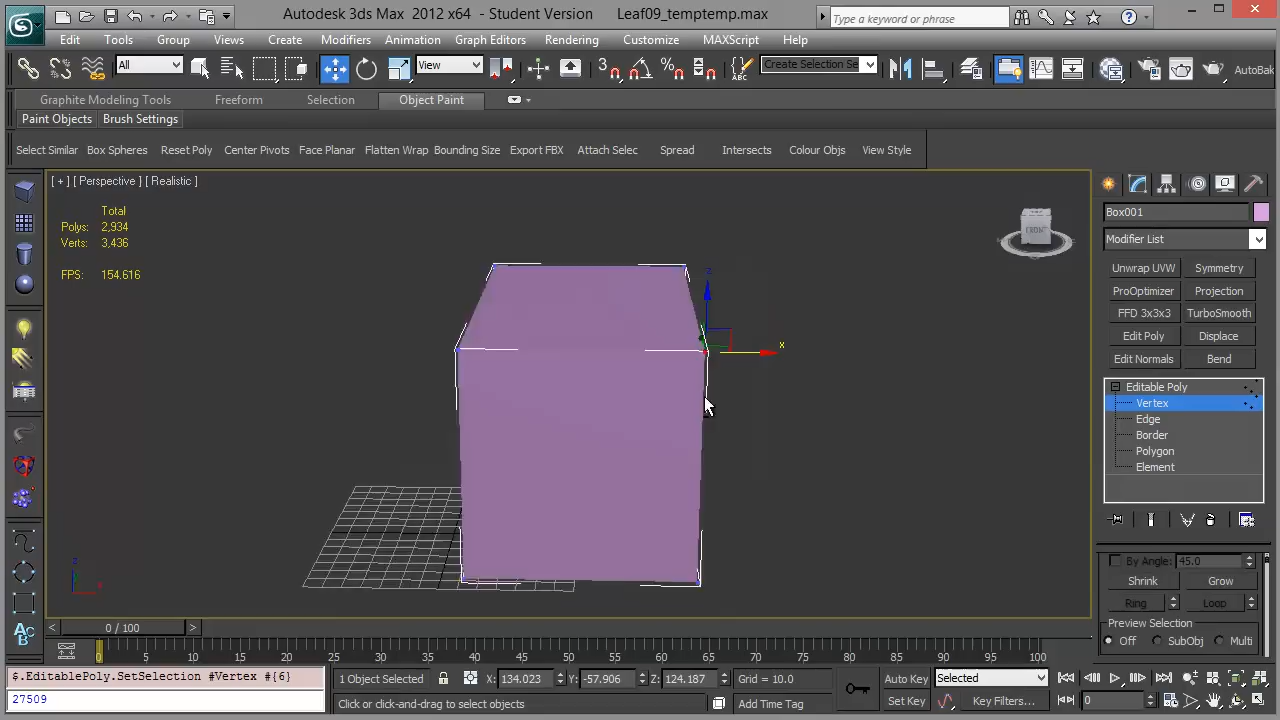 Autodesk 3ds Max 2012 x64 - Student Version Leaf09_temptemp.max
Type a keyword or phrase
Edit Tools Group Views Create Modifiers Animation Graph Editors Rendering Customize MAXScript Help
All View Create Selection Se AutoBak
Graphite Modeling Tools Freeform Selection Object Paint
Paint Objects Brush Settings
Select Similar Box Spheres Reset Poly Center Pivots Face Planar Flatten Wrap Bounding Size Export FBX Attach Selec Spread Intersects Colour Objs View Style
[ + ] [ Perspective ] [ Realistic ]
Total
Polys: 2,934
Verts: 3,436
FPS: 154.616
FRONT
z
x
z
Box001
Modifier List
Unwrap UVW Symmetry
ProOptimizer Projection
FFD 3x3x3 TurboSmooth
Edit Poly Displace
Edit Normals Bend
Editable Poly
Vertex
Edge
Border
Polygon
Element
By Angle: 45.0
Shrink Grow
Ring Loop
Preview Selection
Off SubObj Multi
0 / 100
0 5 10 15 20 25 30 35 40 45 50 55 60 65 70 75 80 85 90 95 100
$.EditablePoly.SetSelection #Vertex #{6}
27509
1 Object Selected X: 134.023 Y: -57.906 Z: 124.187 Grid = 10.0
Click or click-and-drag to select objects Add Time Tag
Auto Key Selected
Set Key Key Filters... 0